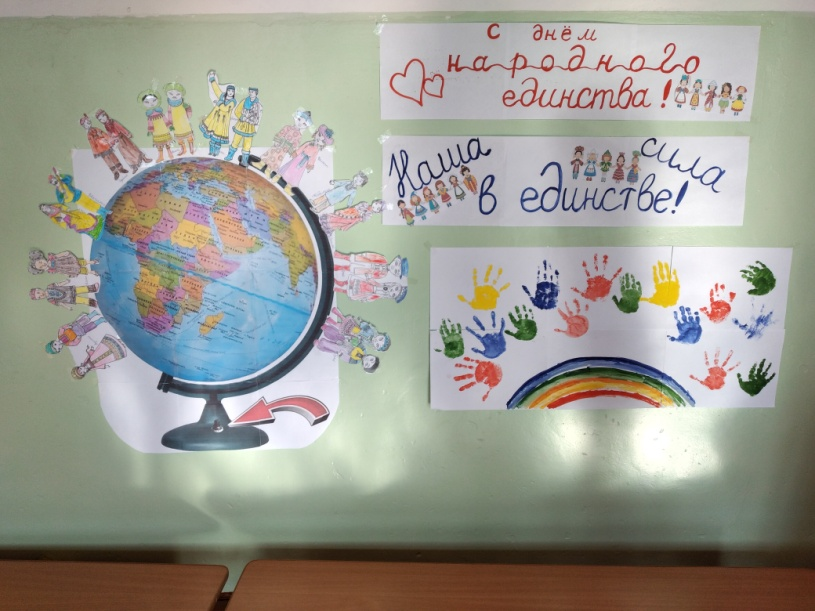 С днём
народного
единства!
Наша
сила
в единстве!